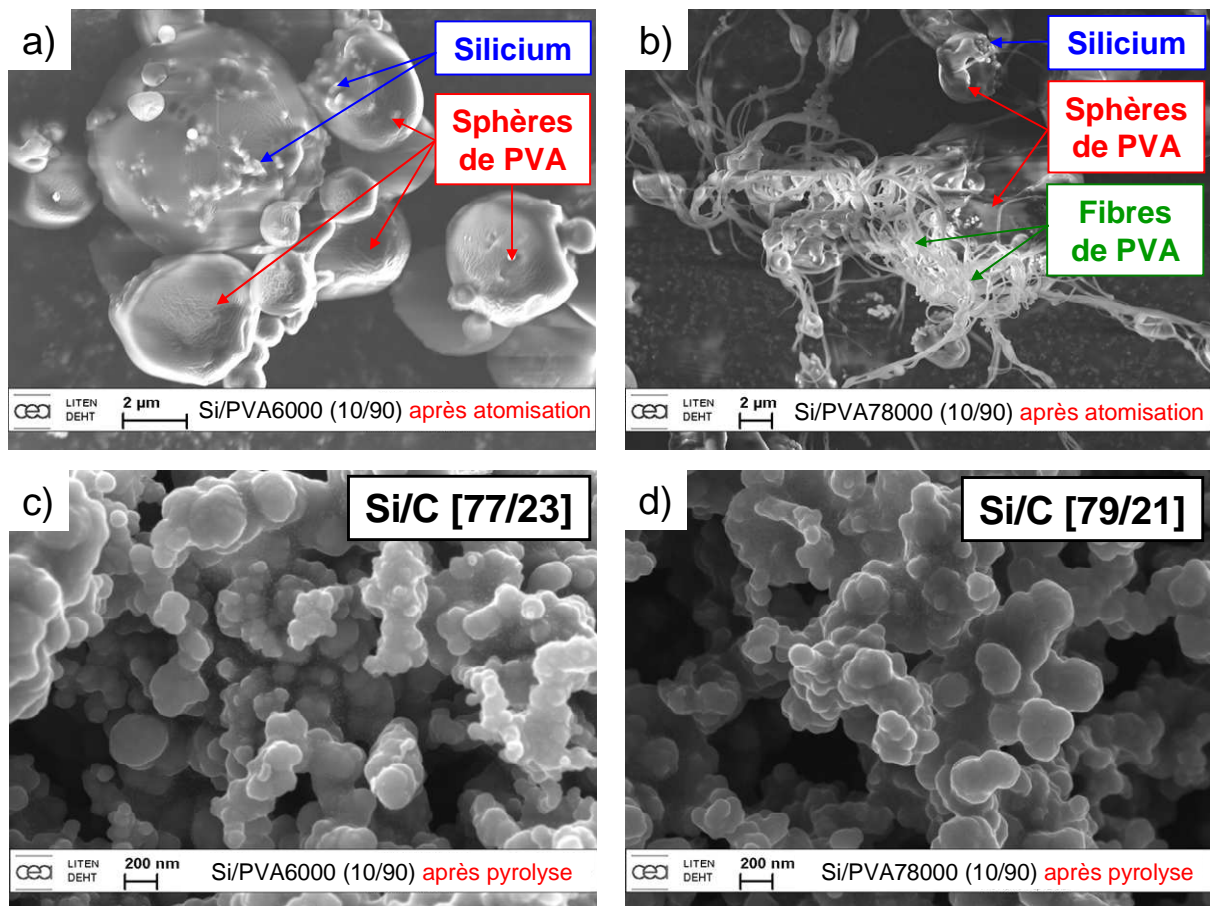 a)
Silicium
Sphères
de PVA
cea LITEN
DEHT
2 µm
Si/PVA6000 (10/90) après atomisation
b)
Silicium
Sphères
de PVA
Fibres
de PVA
cea LITEN
DEHT
2 µm
Si/PVA78000 (10/90) après atomisation
c)
Si/C [77/23]
cea LITEN
DEHT
200 nm
Si/PVA6000 (10/90) après pyrolyse
d)
Si/C [79/21]
cea LITEN
DEHT
200 nm
Si/PVA78000 (10/90) après pyrolyse